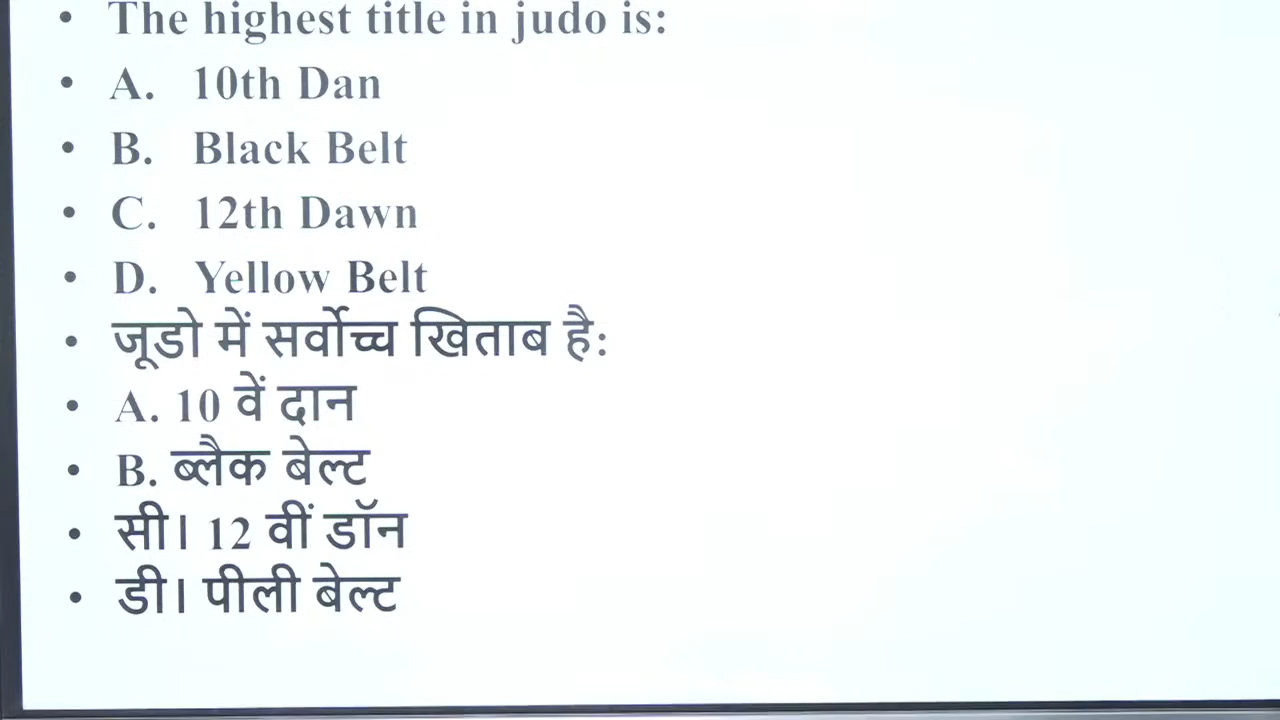 • The highest title in judo is:
• A. 10th Dan
• B. Black Belt
• C. 12th Dawn
• D. Yellow Belt
• जूडो में सर्वोच्च खिताब है:
• A. 10 वें दान
• B. ब्लैक बेल्ट
• सी। 12 वीं डॉन
• डी। पीली बेल्ट